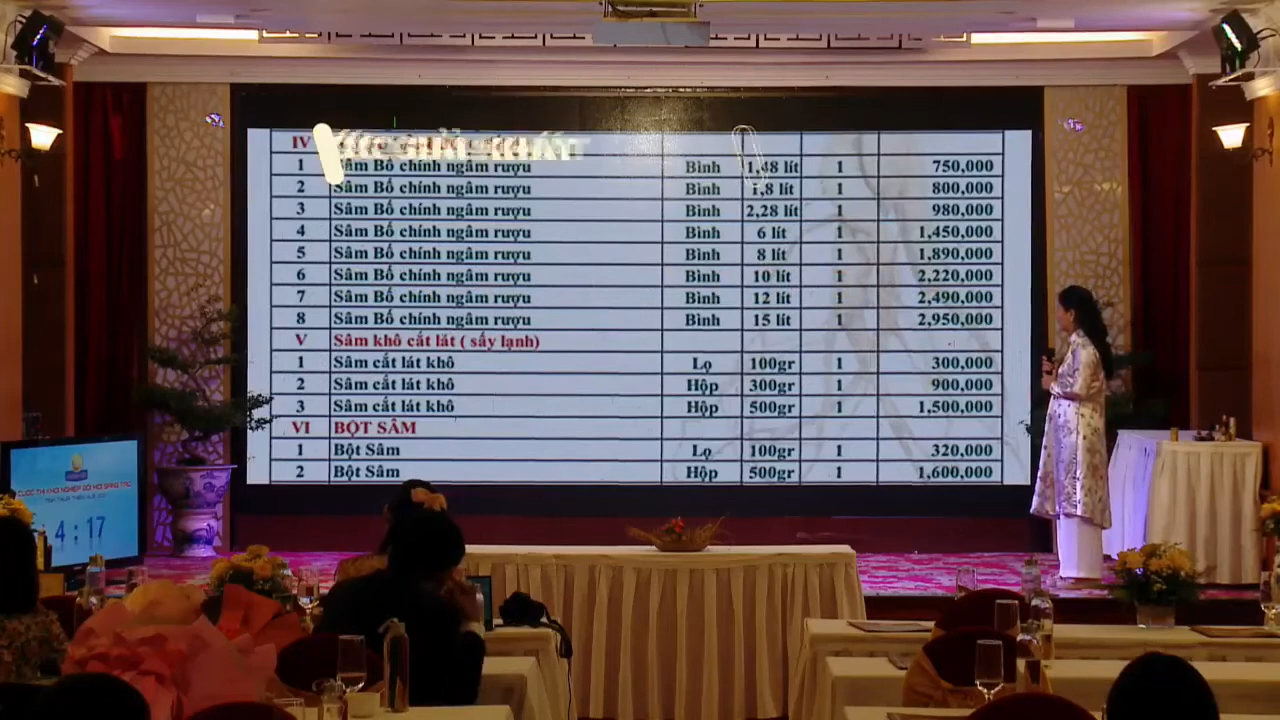 IV
1 Sâm Bố chính ngâm rượu Bình 1,48 lít 1 750,000
2 Sâm Bố chính ngâm rượu Bình 1,8 lít 1 800,000
3 Sâm Bố chính ngâm rượu Bình 2,28 lít 1 980,000
4 Sâm Bố chính ngâm rượu Bình 6 lít 1 1,450,000
5 Sâm Bố chính ngâm rượu Bình 8 lít 1 1,890,000
6 Sâm Bố chính ngâm rượu Bình 10 lít 1 2,220,000
7 Sâm Bố chính ngâm rượu Bình 12 lít 1 2,490,000
8 Sâm Bố chính ngâm rượu Bình 15 lít 1 2,950,000
V Sâm khô cắt lát ( sấy lạnh)
1 Sâm cắt lát khô Lọ 100gr 1 300,000
2 Sâm cắt lát khô Hộp 300gr 1 900,000
3 Sâm cắt lát khô Hộp 500gr 1 1,500,000
VI BỘT SÂM
1 Bột Sâm Lọ 100gr 1 320,000
2 Bột Sâm Hộp 500gr 1 1,600,000
CUỘC THI KHỞI NGHIỆP ĐỔI MỚI SÁNG TẠO
4 : 17